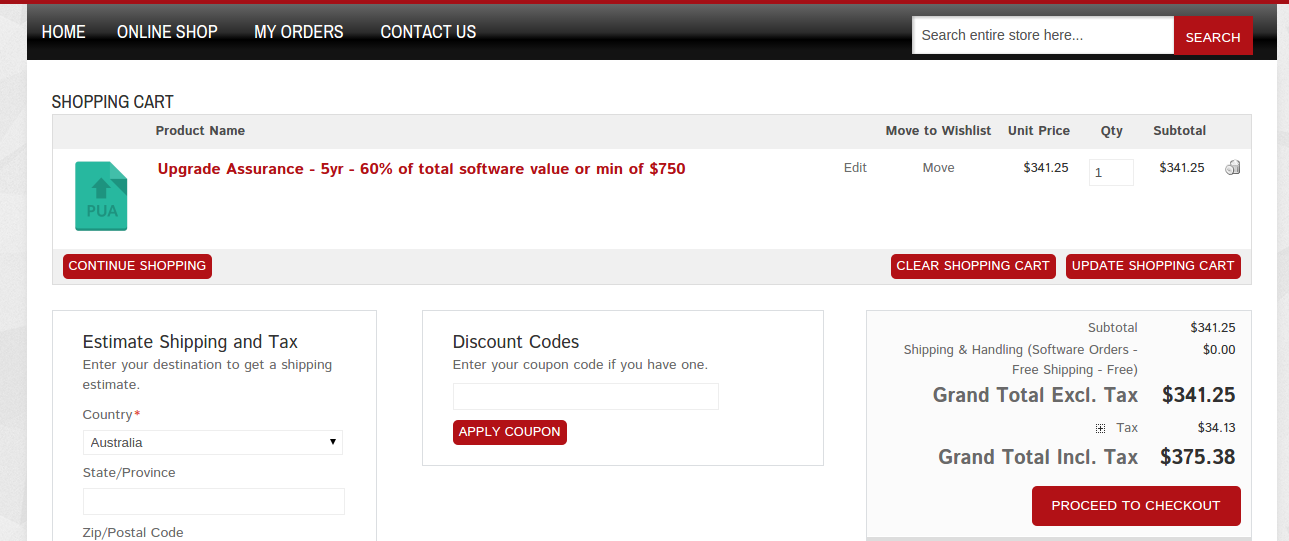 HOME ONLINE SHOP MY ORDERS CONTACT US
Search entire store here... SEARCH
SHOPPING CART
Product Name Move to Wishlist Unit Price Qty Subtotal
Upgrade Assurance - 5yr - 60% of total software value or min of $750 Edit Move $341.25 1 $341.25
PUA
CONTINUE SHOPPING CLEAR SHOPPING CART UPDATE SHOPPING CART
Estimate Shipping and Tax
Enter your destination to get a shipping
estimate.
Country*
Australia
State/Province
Zip/Postal Code
Discount Codes
Enter your coupon code if you have one.
APPLY COUPON
Subtotal $341.25
Shipping & Handling (Software Orders - $0.00
Free Shipping - Free)
Grand Total Excl. Tax $341.25
Tax $34.13
Grand Total Incl. Tax $375.38
PROCEED TO CHECKOUT